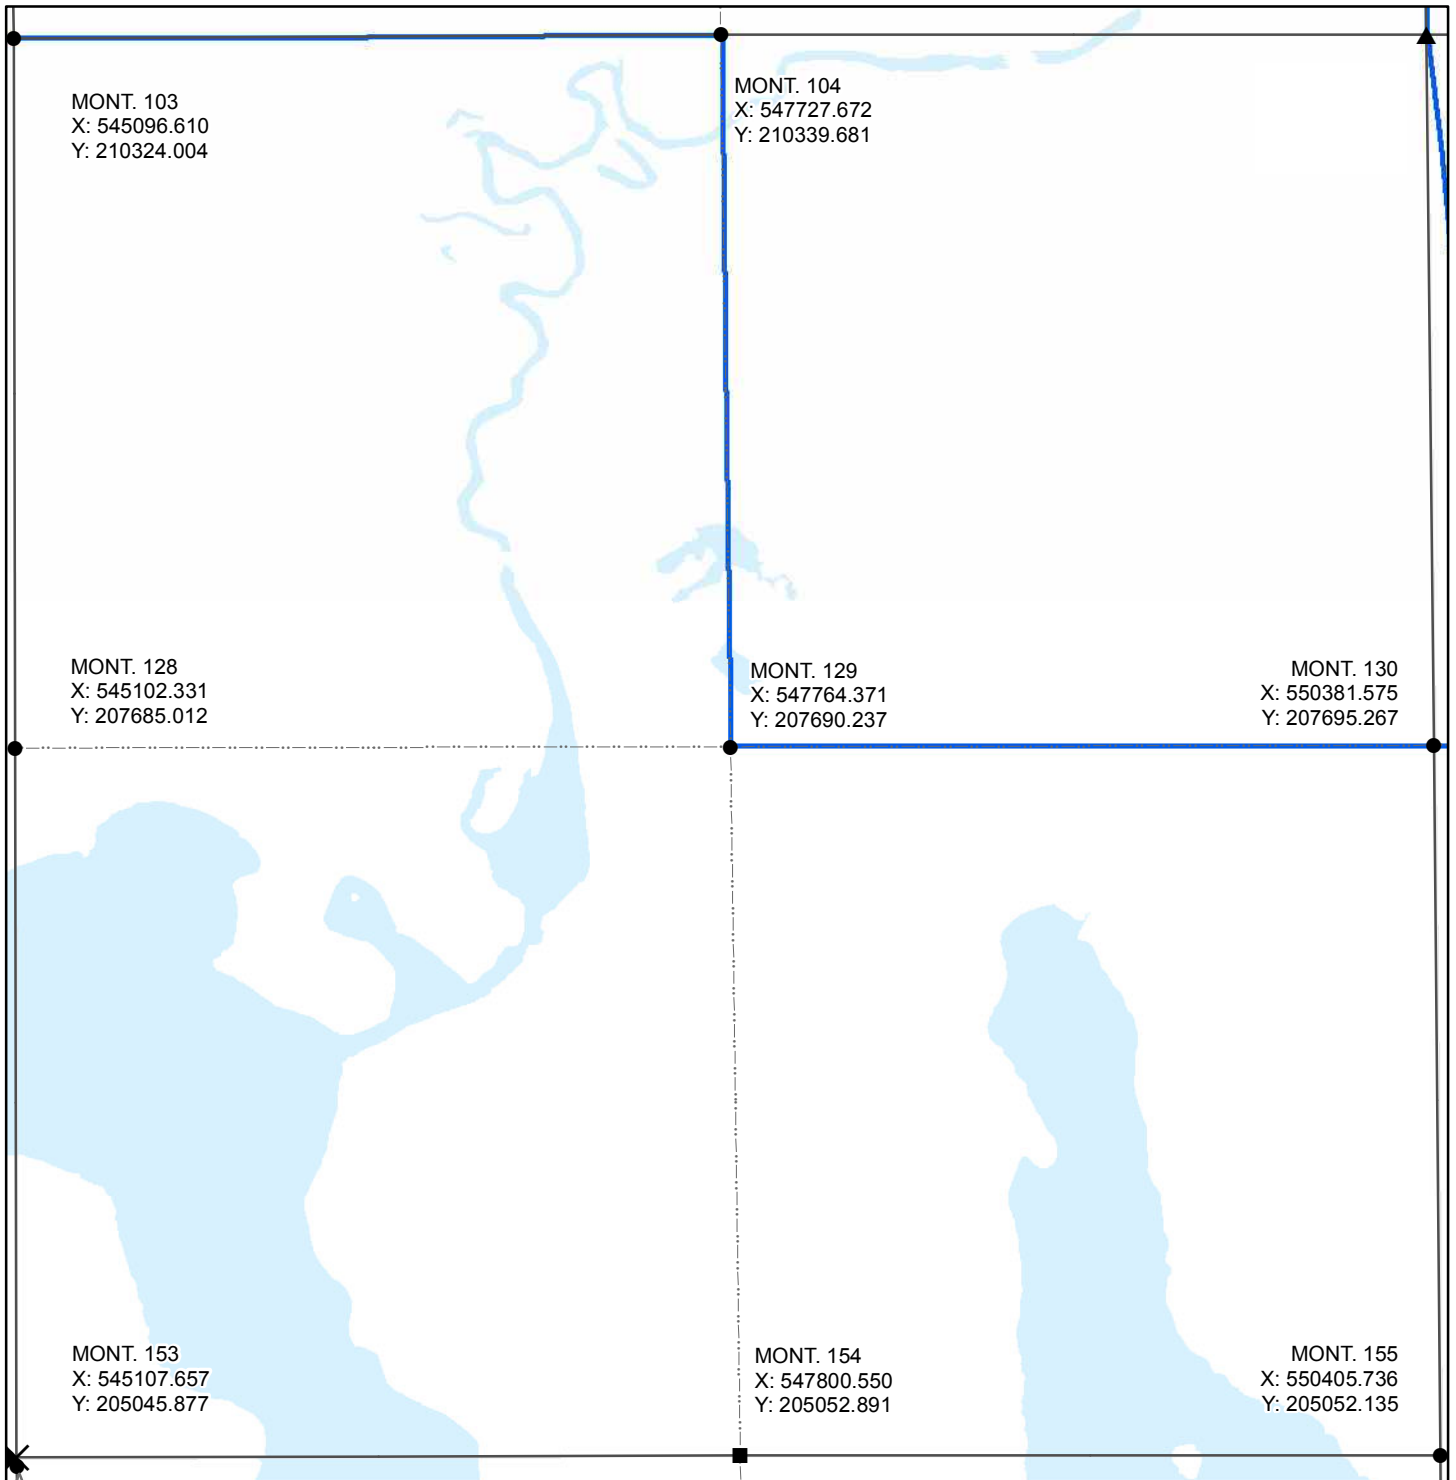 MONT. 103
X: 545096.610
Y: 210324.004
MONT. 104
X: 547727.672
Y: 210339.681
MONT. 128
X: 545102.331
Y: 207685.012
MONT. 129
X: 547764.371
Y: 207690.237
MONT. 130
X: 550381.575
Y: 207695.267
MONT. 153
X: 545107.657
Y: 205045.877
MONT. 154
X: 547800.550
Y: 205052.891
MONT. 155
X: 550405.736
Y: 205052.135